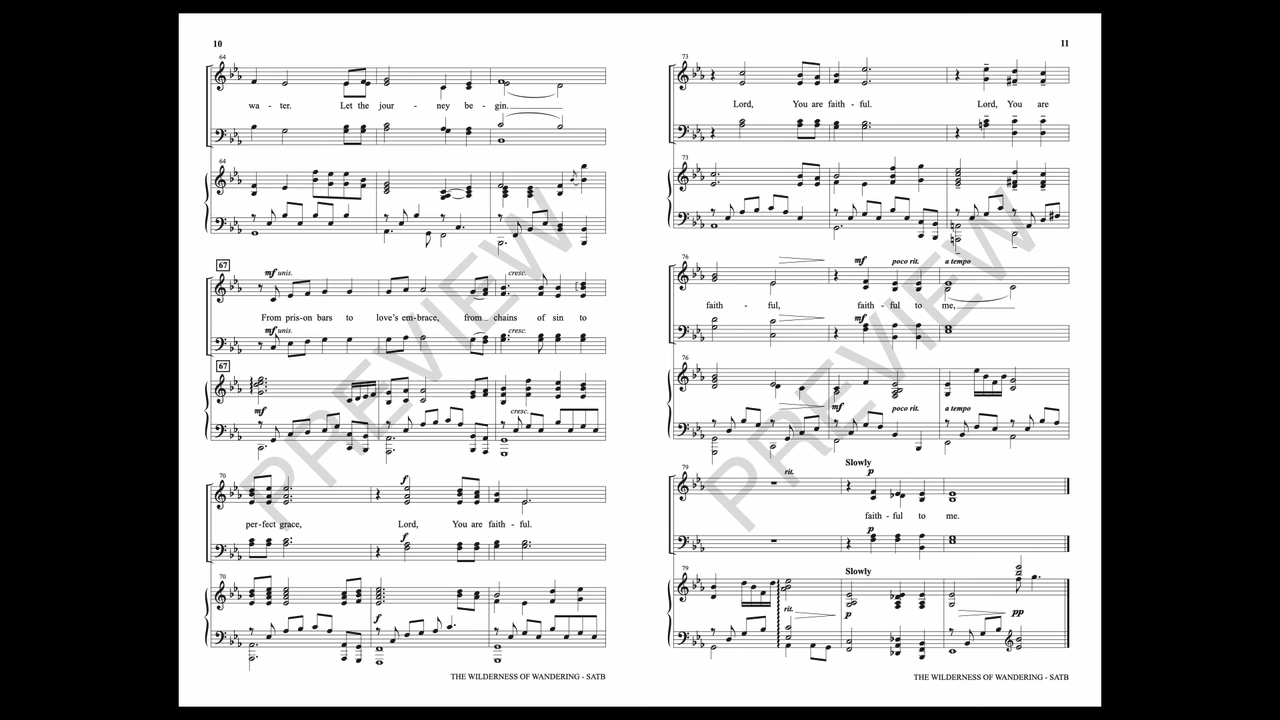 10
64
wa - ter. Let the jour - ney be - gin.
64
67
mf unis. cresc.
From pris-on bars to love's em-brace, from chains of sin to
mf unis. cresc.
67
mf cresc.
70
f
per-fect grace, Lord, You are faith - ful.
f
70
f
THE WILDERNESS OF WANDERING - SATB
11
73
Lord, You are faith - ful. Lord, You are
73
76
mf poco rit. a tempo
faith - ful, faith - ful to me,
mf
76
mf poco rit. a tempo
Slowly
79
rit. p
faith - ful to me.
p
79
Slowly
rit. p pp
THE WILDERNESS OF WANDERING - SATB
PREVIEW
PREVIEW